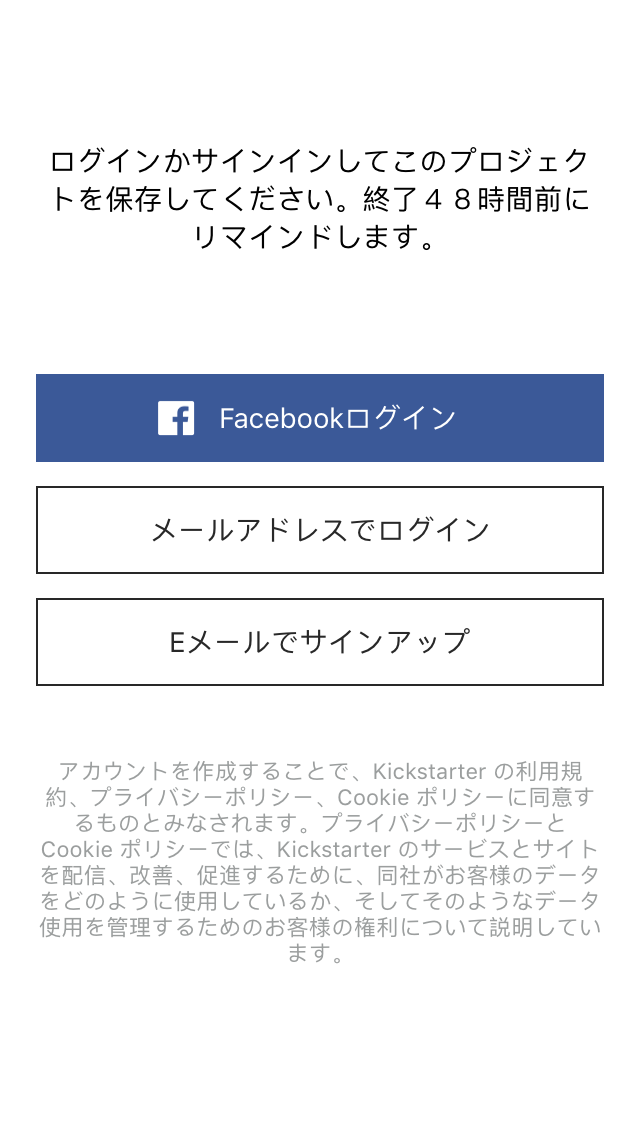 ログインかサインインしてこのプロジェク
トを保存してください。終了４８時間前に
リマインドします。
Facebookログイン
メールアドレスでログイン
Eメールでサインアップ
アカウントを作成することで、Kickstarter の利用規
約、プライバシーポリシー、Cookie ポリシーに同意す
るものとみなされます。プライバシーポリシーと
Cookie ポリシーでは、Kickstarter のサービスとサイト
を配信、改善、促進するために、同社がお客様のデータ
をどのように使用しているか、そしてそのようなデータ
使用を管理するためのお客様の権利について説明してい
ます。